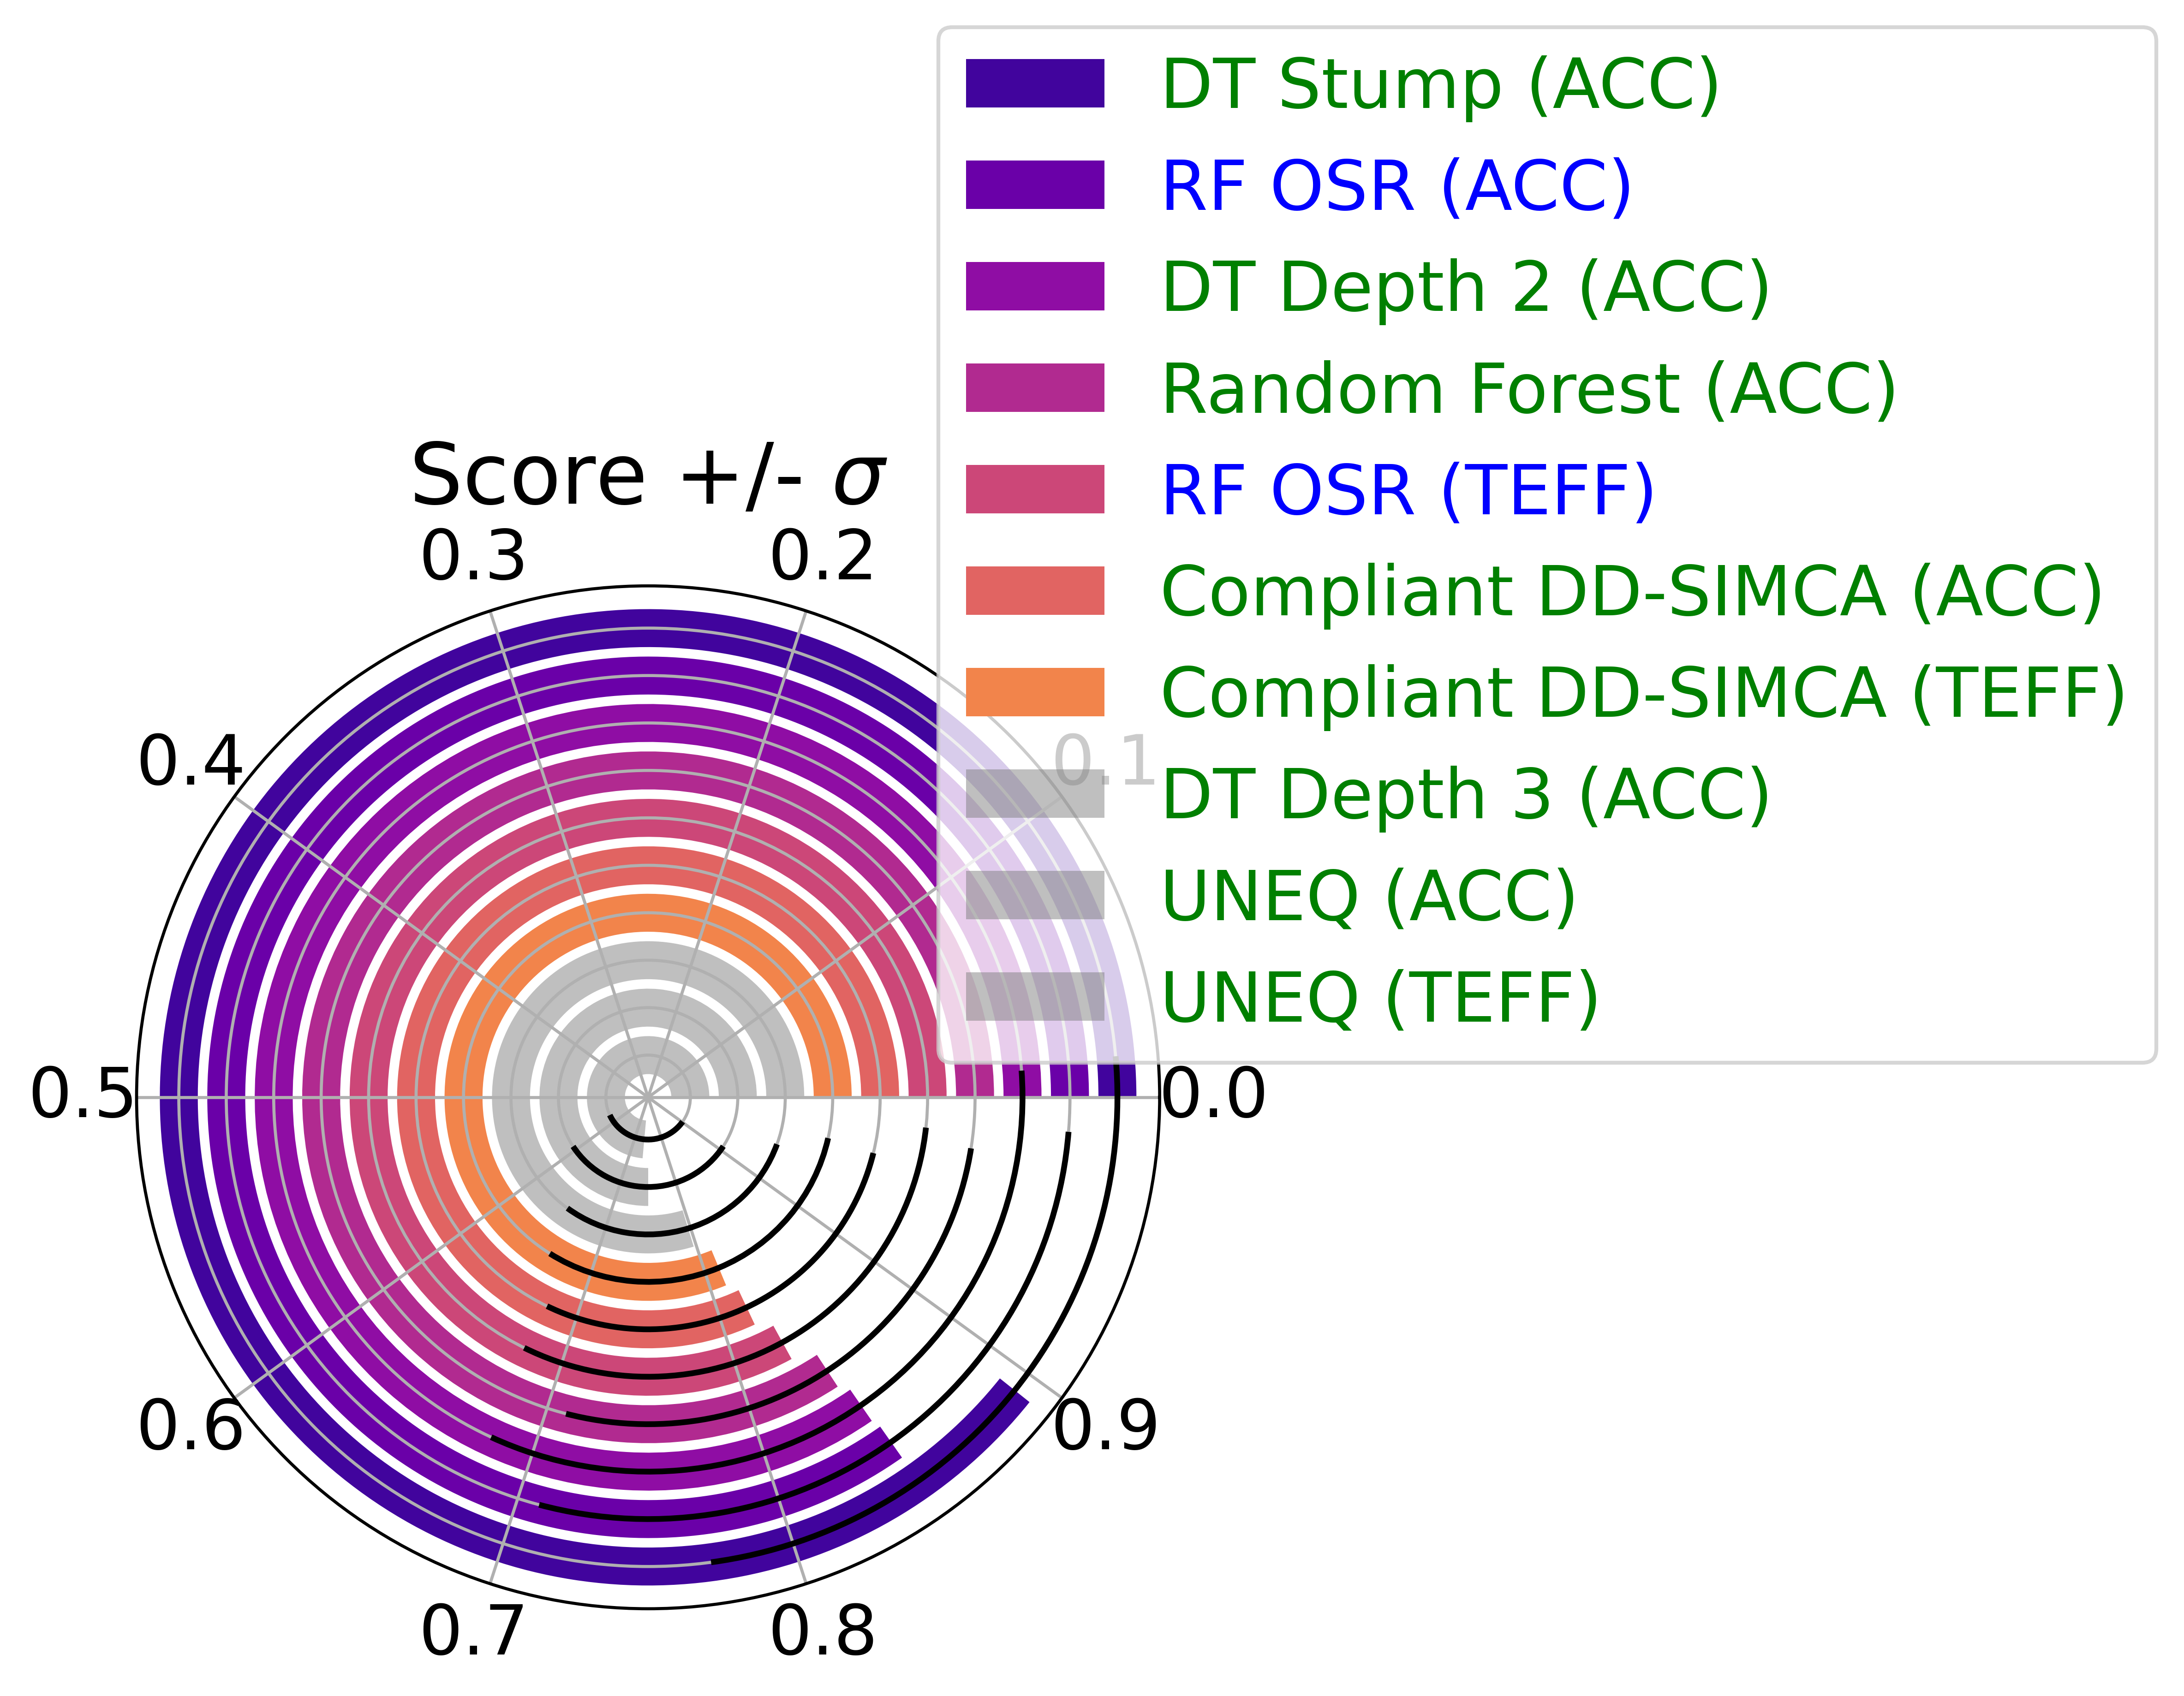 DT Stump (ACC)
RF OSR (ACC)
DT Depth 2 (ACC)
Random Forest (ACC)
RF OSR (TEFF)
Compliant DD-SIMCA (ACC)
Compliant DD-SIMCA (TEFF)
DT Depth 3 (ACC)
UNEQ (ACC)
UNEQ (TEFF)
Score +/- σ
0.3
0.2
0.4
0.1
0.5
0.0
0.6
0.9
0.7
0.8